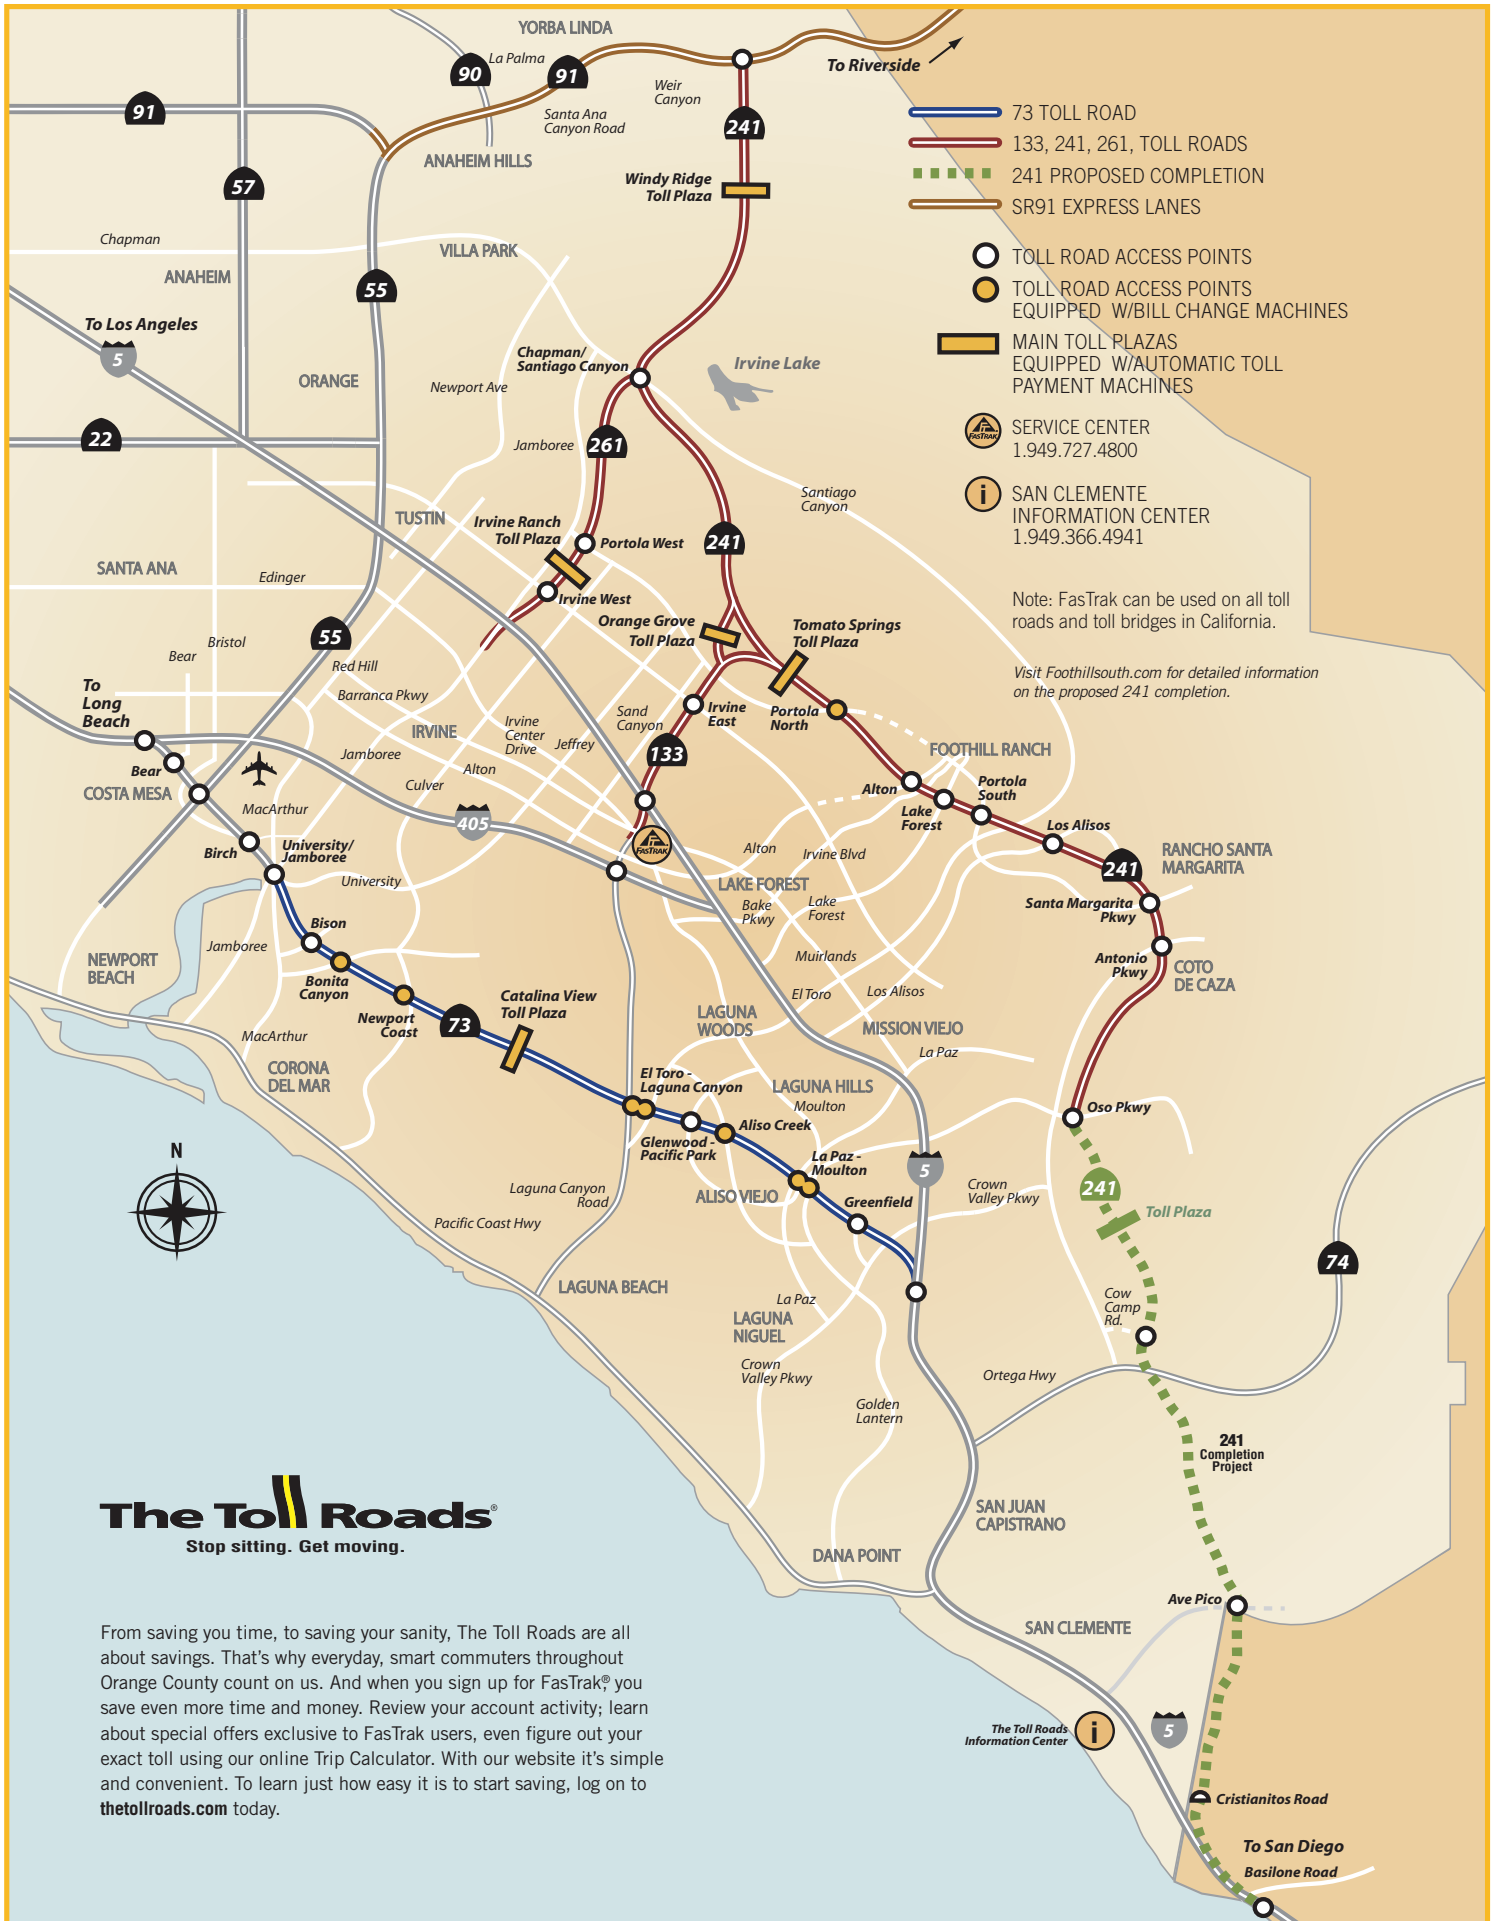 YORBA LINDA
La Palma
90
91
To Riverside
Weir
Canyon
91
Santa Ana
Canyon Road
241
73 TOLL ROAD
133, 241, 261, TOLL ROADS
241 PROPOSED COMPLETION
SR91 EXPRESS LANES
ANAHEIM HILLS
57
Windy Ridge
Toll Plaza
Chapman
VILLA PARK
ANAHEIM
55
TOLL ROAD ACCESS POINTS
TOLL ROAD ACCESS POINTS
EQUIPPED W/BILL CHANGE MACHINES
MAIN TOLL PLAZAS
EQUIPPED W/AUTOMATIC TOLL
PAYMENT MACHINES
FASTRAK
SERVICE CENTER
1.949.727.4800
i
SAN CLEMENTE
INFORMATION CENTER
1.949.366.4941
Note: FasTrak can be used on all toll
roads and toll bridges in California.
Visit Foothillsouth.com for detailed information
on the proposed 241 completion.
To Los Angeles
5
Chapman/
Santiago Canyon
Irvine Lake
ORANGE
Newport Ave
22
Jamboree
261
Santiago
Canyon
TUSTIN
Irvine Ranch
Toll Plaza
Portola West
241
SANTA ANA
Edinger
Irvine West
Orange Grove
Toll Plaza
Tomato Springs
Toll Plaza
55
Bristol
Bear
Red Hill
Barranca Pkwy
To
Long
Beach
Sand
Canyon
Irvine
East
Portola
North
IRVINE
Irvine
Center
Drive
Jeffrey
133
FOOTHILL RANCH
Bear
Jamboree
Alton
Culver
COSTA MESA
MacArthur
405
Alton
Lake
Forest
Portola
South
Los Alisos
Birch
University/
Jamboree
FASTRAK
Alton
Irvine Blvd
241
RANCHO SANTA
MARGARITA
University
LAKE FOREST
Bake
Pkwy
Lake
Forest
Santa Margarita
Pkwy
Bison
Jamboree
Muirlands
Antonio
Pkwy
COTO
DE CAZA
NEWPORT
BEACH
Bonita
Canyon
Newport
Coast
73
Catalina View
Toll Plaza
El Toro
Los Alisos
LAGUNA
WOODS
MISSION VIEJO
MacArthur
La Paz
CORONA
DEL MAR
El Toro -
Laguna Canyon
LAGUNA HILLS
Moulton
Oso Pkwy
Glenwood -
Pacific Park
Aliso Creek
La Paz -
Moulton
5
N
Laguna Canyon
Road
ALISO VIEJO
Greenfield
Crown
Valley Pkwy
241
Toll Plaza
Pacific Coast Hwy
74
LAGUNA BEACH
La Paz
Cow
Camp
Rd.
LAGUNA
NIGUEL
Crown
Valley Pkwy
Ortega Hwy
Golden
Lantern
241
Completion
Project
The Toll Roads®
Stop sitting. Get moving.
SAN JUAN
CAPISTRANO
DANA POINT
Ave Pico
SAN CLEMENTE
From saving you time, to saving your sanity, The Toll Roads are all
about savings. That's why everyday, smart commuters throughout
Orange County count on us. And when you sign up for FasTrak®, you
save even more time and money. Review your account activity; learn
about special offers exclusive to FasTrak users, even figure out your
exact toll using our online Trip Calculator. With our website it's simple
and convenient. To learn just how easy it is to start saving, log on to
thetollroads.com today.
The Toll Roads
Information Center
i
5
Cristianitos Road
To San Diego
Basilone Road